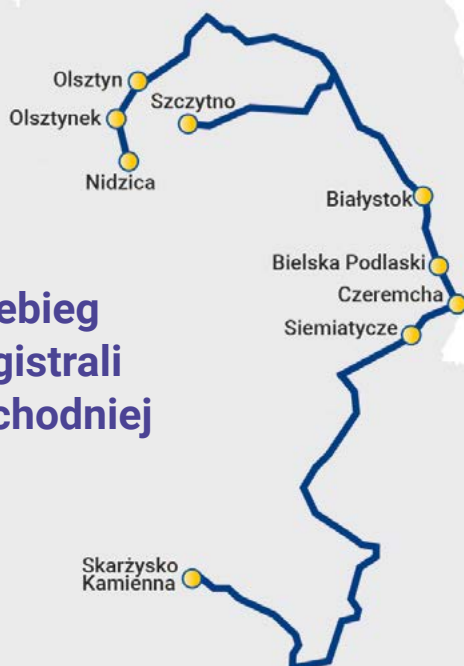 Olsztyn
Szczytno
Olsztynek
Nidzica
Białystok
Bielska Podlaski
Czeremcha
Siemiatycze
ebieg
gistrali
chodniej
Skarżysko
Kamienna